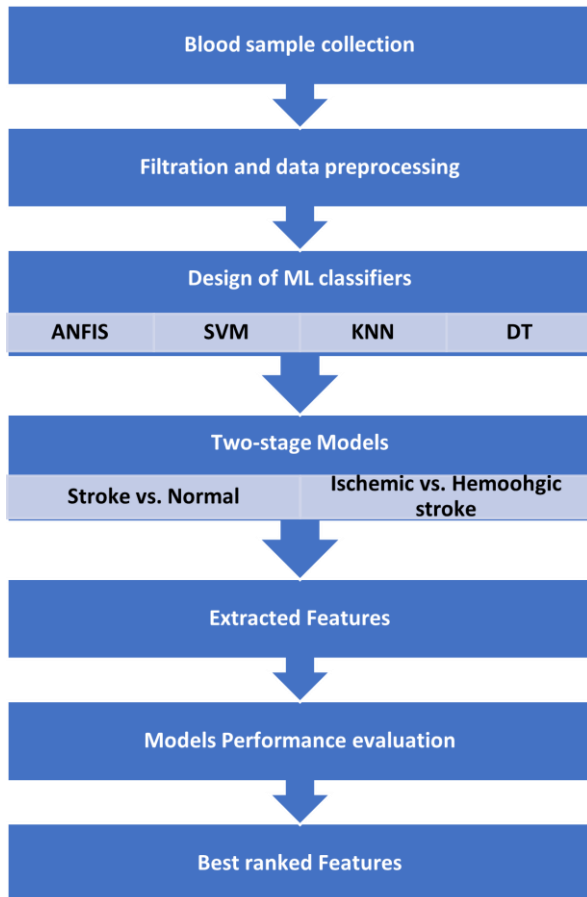 Blood sample collection
Filtration and data preprocessing
Design of ML classifiers
ANFIS SVM KNN DT
Two-stage Models
Stroke vs. Normal
Ischemic vs. Hemoohgic
stroke
Extracted Features
Models Performance evaluation
Best ranked Features